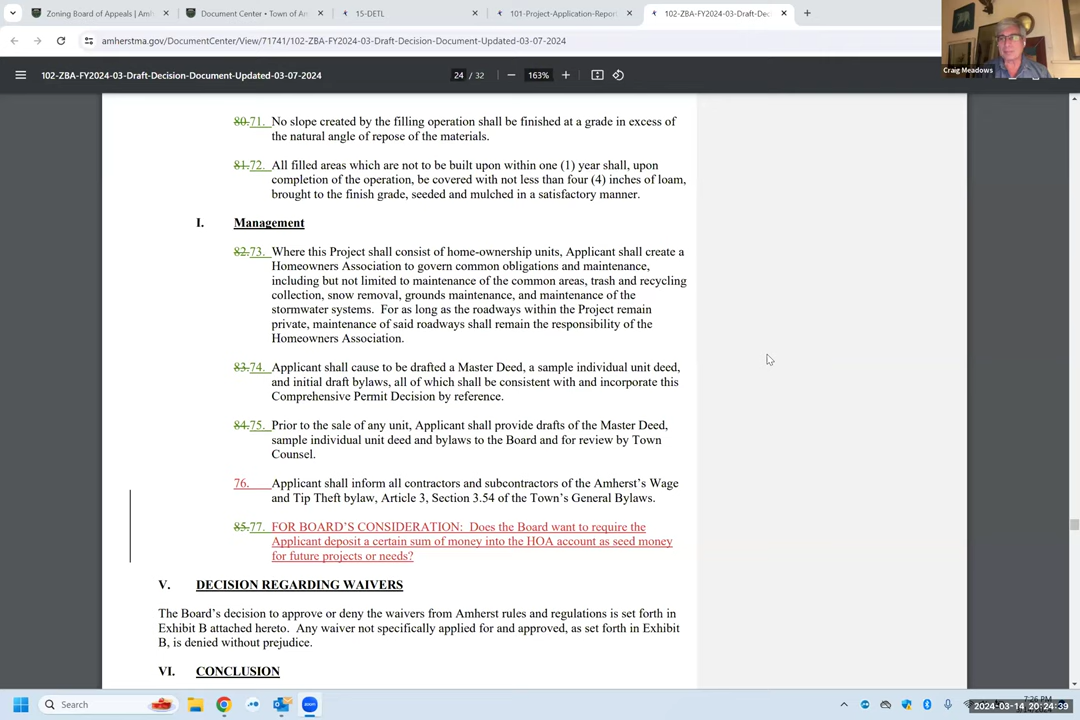 Zoning Board of Appeals | Amh
Document Center • Town of Am
15-DETL
101-Project-Application-Repor
102-ZBA-FY2024-03-Draft-Dec
amherstma.gov/DocumentCenter/View/71741/102-ZBA-FY2024-03-Draft-Decision-Document-Updated-03-07-2024
Craig Meadows
102-ZBA-FY2024-03-Draft-Decision-Document-Updated-03-07-2024
24 / 32
163%
80.71. No slope created by the filling operation shall be finished at a grade in excess of
the natural angle of repose of the materials.
81.72. All filled areas which are not to be built upon within one (1) year shall, upon
completion of the operation, be covered with not less than four (4) inches of loam,
brought to the finish grade, seeded and mulched in a satisfactory manner.
I. Management
82.73. Where this Project shall consist of home-ownership units, Applicant shall create a
Homeowners Association to govern common obligations and maintenance,
including but not limited to maintenance of the common areas, trash and recycling
collection, snow removal, grounds maintenance, and maintenance of the
stormwater systems. For as long as the roadways within the Project remain
private, maintenance of said roadways shall remain the responsibility of the
Homeowners Association.
83.74. Applicant shall cause to be drafted a Master Deed, a sample individual unit deed,
and initial draft bylaws, all of which shall be consistent with and incorporate this
Comprehensive Permit Decision by reference.
84.75. Prior to the sale of any unit, Applicant shall provide drafts of the Master Deed,
sample individual unit deed and bylaws to the Board and for review by Town
Counsel.
76. Applicant shall inform all contractors and subcontractors of the Amherst's Wage
and Tip Theft bylaw, Article 3, Section 3.54 of the Town's General Bylaws.
85.77. FOR BOARD'S CONSIDERATION: Does the Board want to require the
Applicant deposit a certain sum of money into the HOA account as seed money
for future projects or needs?
V. DECISION REGARDING WAIVERS
The Board's decision to approve or deny the waivers from Amherst rules and regulations is set forth in
Exhibit B attached hereto. Any waiver not specifically applied for and approved, as set forth in Exhibit
B, is denied without prejudice.
VI. CONCLUSION
Search
7:26 PM
2024-03-14 20:24:39